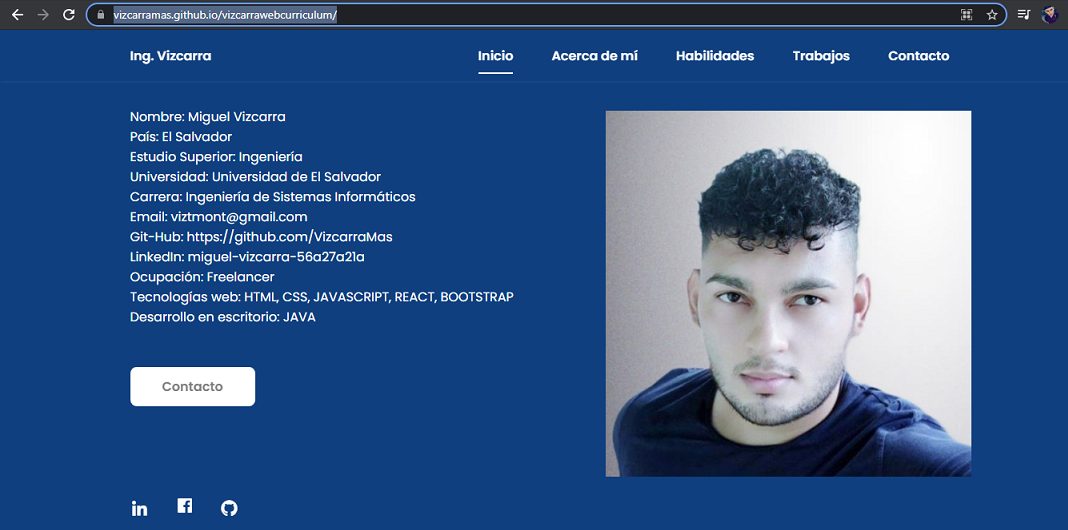 vizcarramas.github.io/vizcarrawebcurriculum/
Ing. Vizcarra
Inicio
Acerca de mí
Habilidades
Trabajos
Contacto
Nombre: Miguel Vizcarra
País: El Salvador
Estudio Superior: Ingeniería
Universidad: Universidad de El Salvador
Carrera: Ingeniería de Sistemas Informáticos
Email: viztmont@gmail.com
Git-Hub: https://github.com/VizcarraMas
LinkedIn: miguel-vizcarra-56a27a21a
Ocupación: Freelancer
Tecnologías web: HTML, CSS, JAVASCRIPT, REACT, BOOTSTRAP
Desarrollo en escritorio: JAVA
Contacto
in